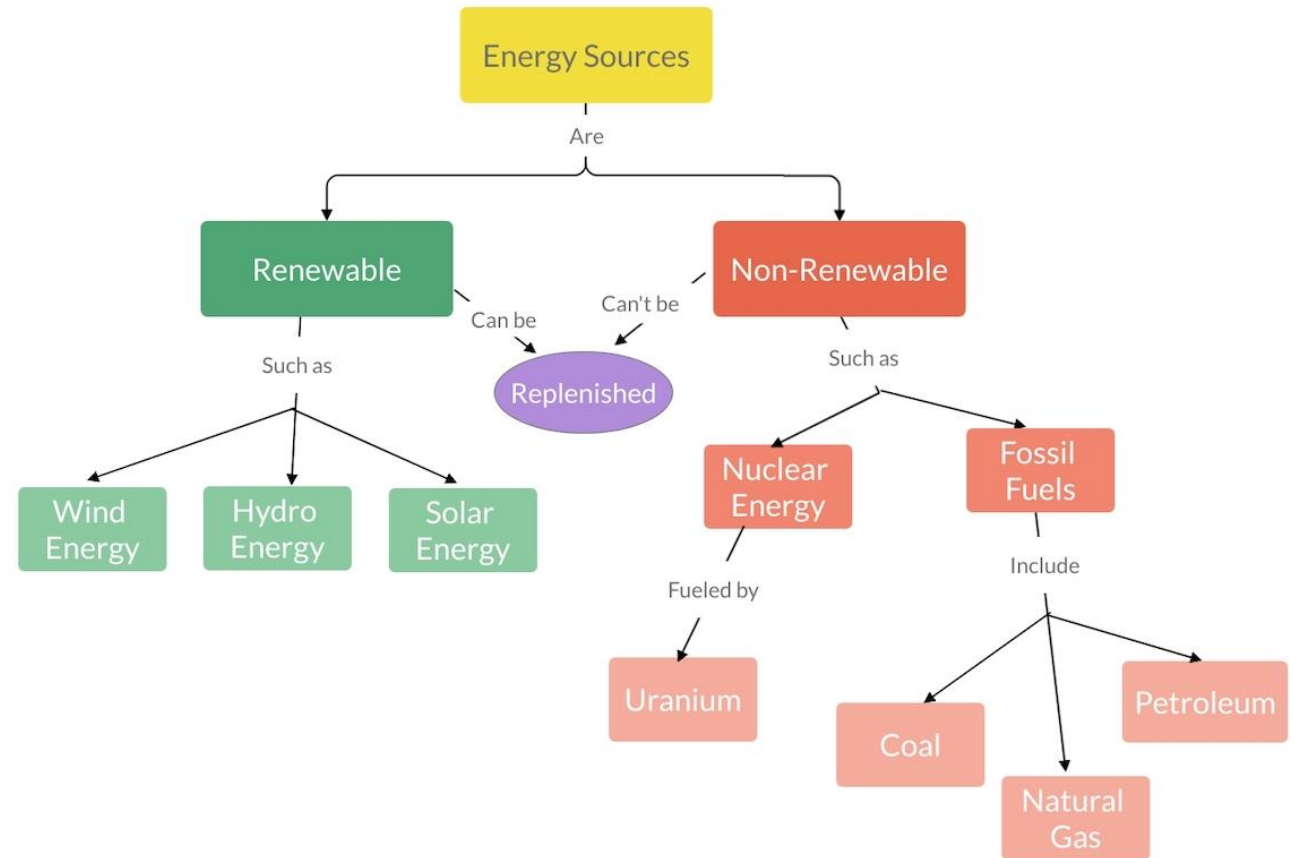 Energy Sources
Are
Renewable
Non-Renewable
Can be
Can't be
Such as
Such as
Replenished
Wind
Energy
Hydro
Energy
Solar
Energy
Nuclear
Energy
Fossil
Fuels
Fueled by
Include
Uranium
Coal
Natural
Gas
Petroleum